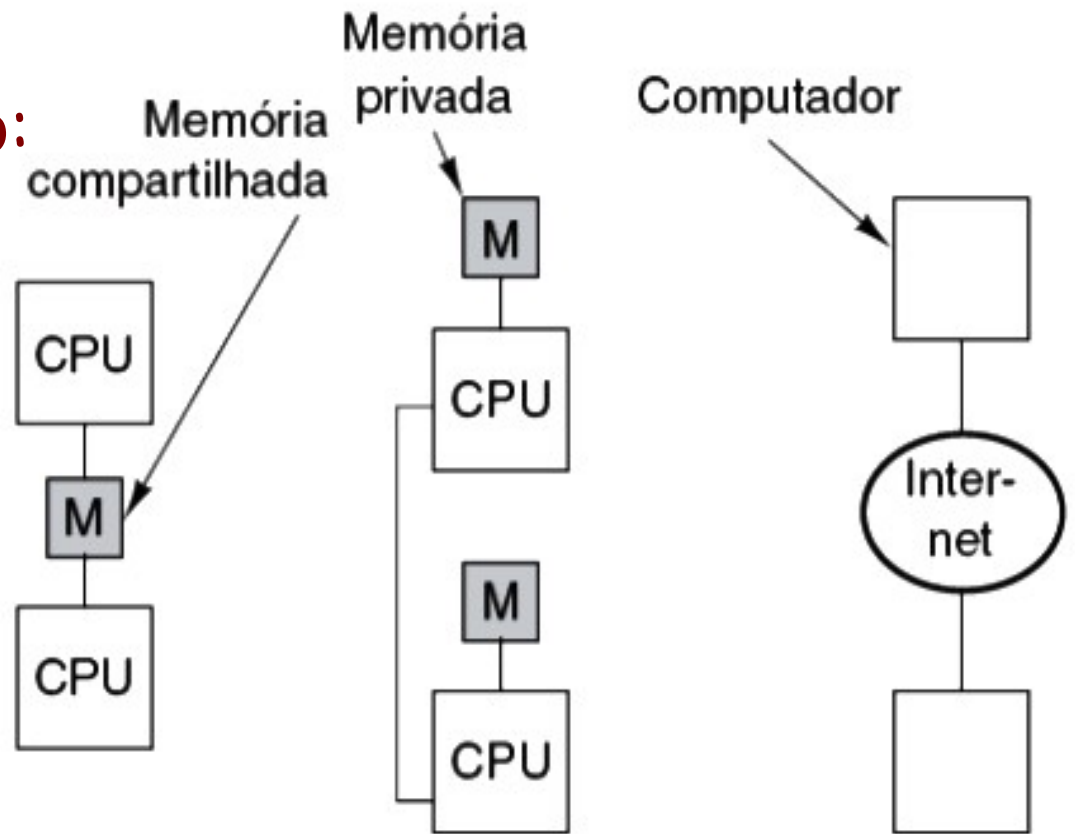 o:
Memória
compartilhada
Memória
privada
Computador
CPU
M
CPU
M
CPU
M
CPU
Inter-
net